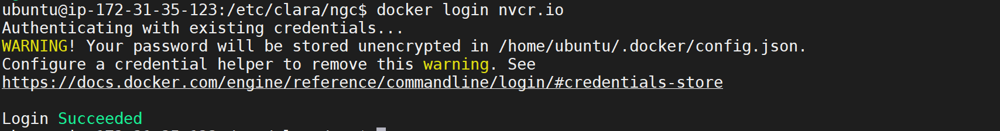 ubuntu@ip-172-31-35-123:/etc/clara/ngc$ docker login nvcr.io
Authenticating with existing credentials...
WARNING! Your password will be stored unencrypted in /home/ubuntu/.docker/config.json.
Configure a credential helper to remove this warning. See
https://docs.docker.com/engine/reference/commandline/login/#credentials-store
Login Succeeded